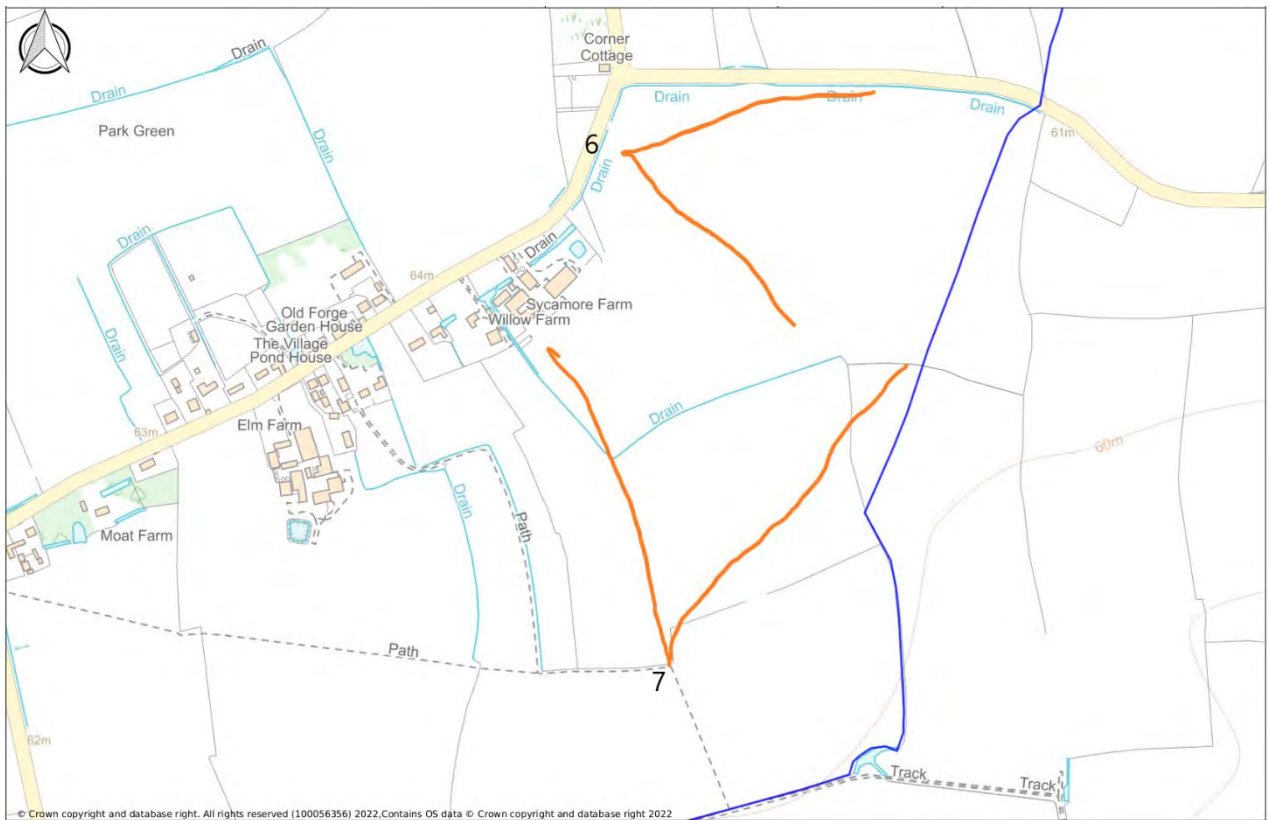 Corner
Cottage
Drain
Drain
Drain
Drain
Drain
Park Green
61m
6
Drain
Drain
Drain
Drain
64m
Sycamore Farm
Old Forge
Garden House
Willow Farm
The Village
Pond House
Drain
Drain
Elm Farm
63m
60m
Drain
Path
Moat Farm
Path
7
62m
Track
Track
© Crown copyright and database right. All rights reserved (100056356) 2022,Contains OS data © Crown copyright and database right 2022